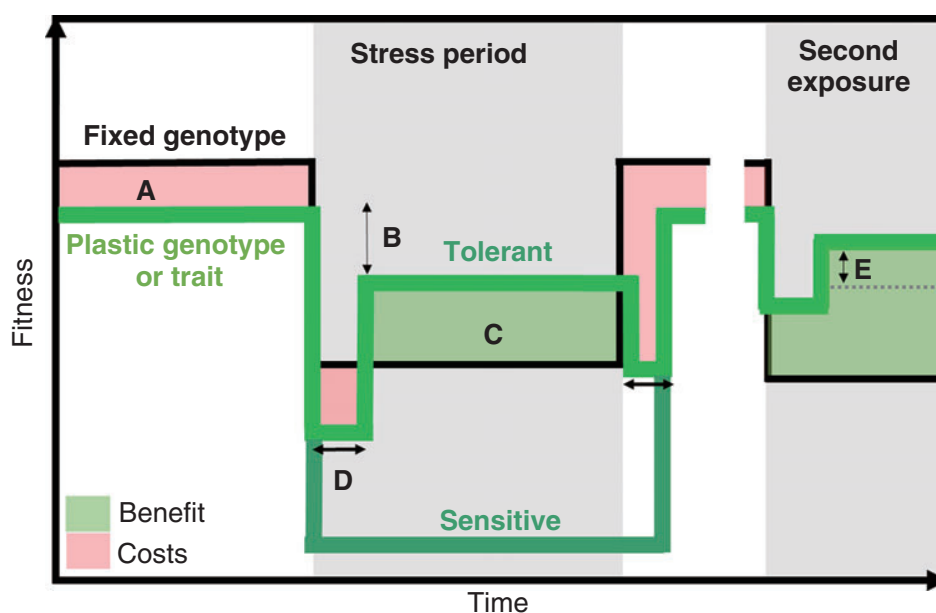 Stress period
Second
exposure
Fixed genotype
A
B
Plastic genotype
or trait
Tolerant
E
C
D
Sensitive
Benefit
Costs
Fitness
Time